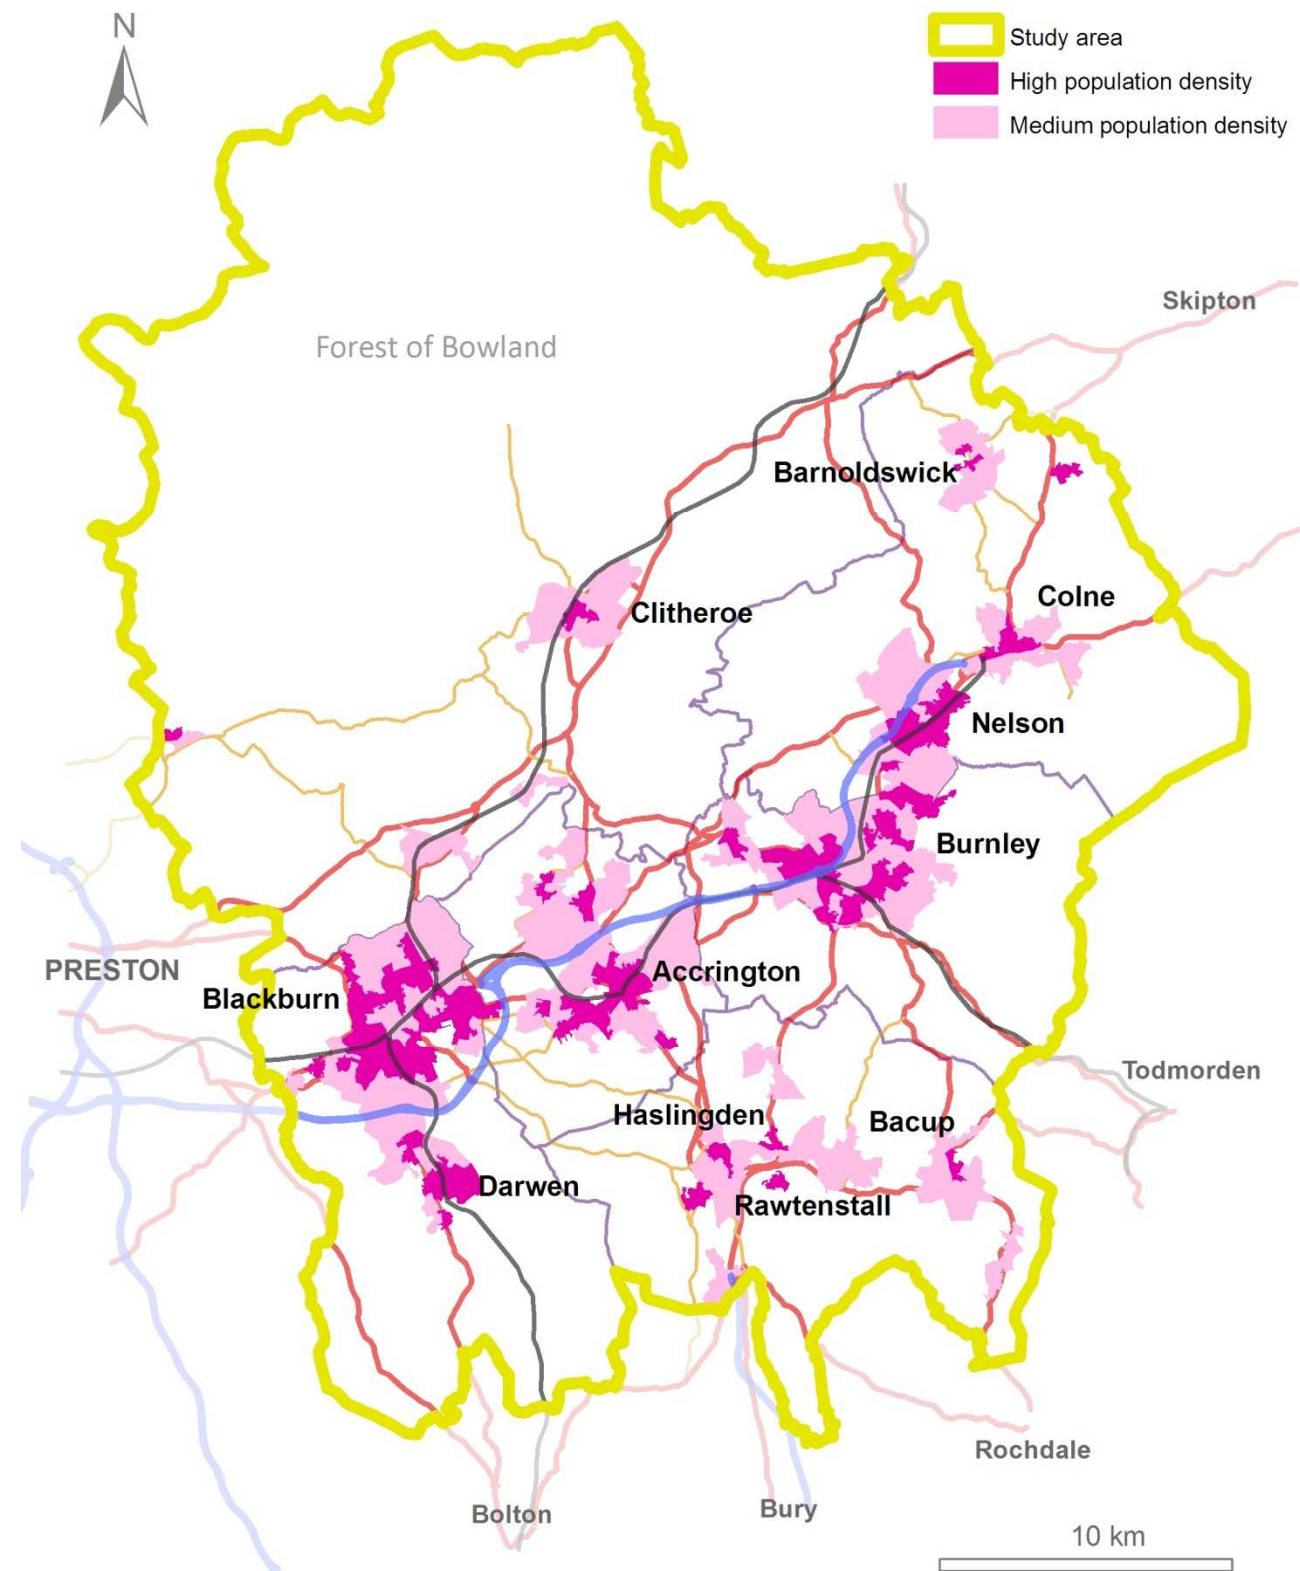 N
Study area
High population density
Medium population density
Skipton
Forest of Bowland
Barnoldswick
Colne
Clitheroe
Nelson
Burnley
PRESTON
Accrington
Blackburn
Todmorden
Haslingden
Bacup
Darwen
Rawtenstall
Rochdale
Bury
Bolton
10 km